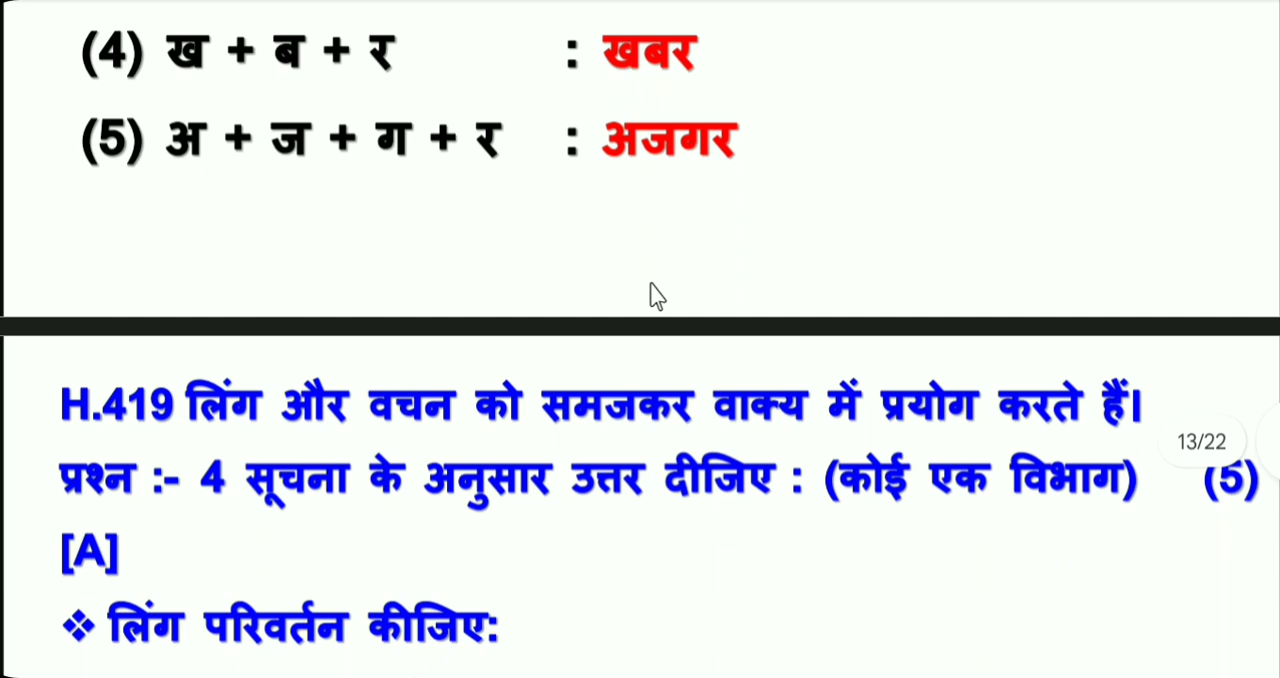 (4) ख + ब + र : खबर
(5) अ + ज + ग + र : अजगर
H.419 लिंग और वचन को समजकर वाक्य में प्रयोग करते हैं।
13/22
प्रश्न :- 4 सूचना के अनुसार उत्तर दीजिए : (कोई एक विभाग) (5)
[A]
❖ लिंग परिवर्तन कीजिए: